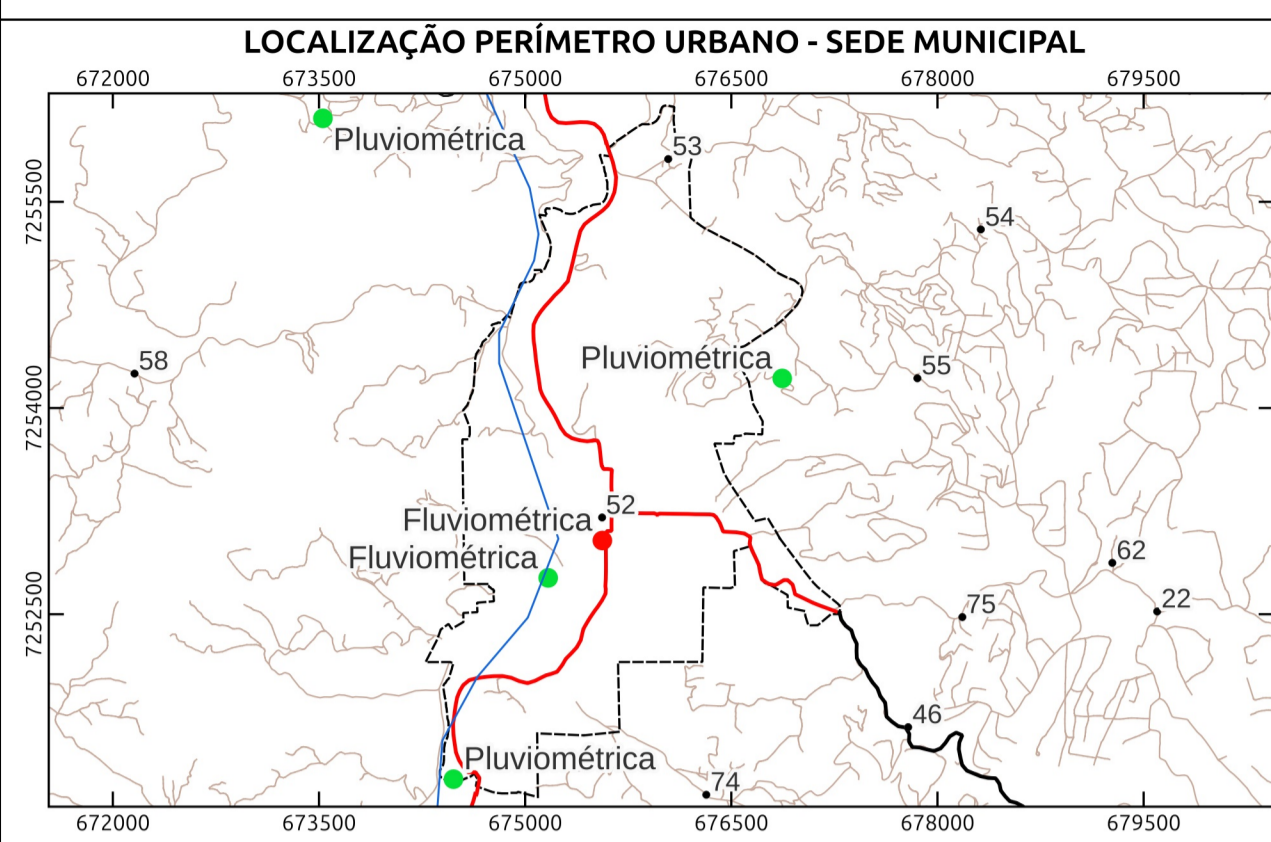 LOCALIZAÇÃO PERÍMETRO URBANO - SEDE MUNICIPAL
672000 673500 675000 676500 678000 679500
Pluviométrica
53
7255500
54
58
Pluviométrica
55
7254000
52
Fluviométrica
Fluviométrica
62
75
22
7252500
46
Pluviométrica
74
672000 673500 675000 676500 678000 679500